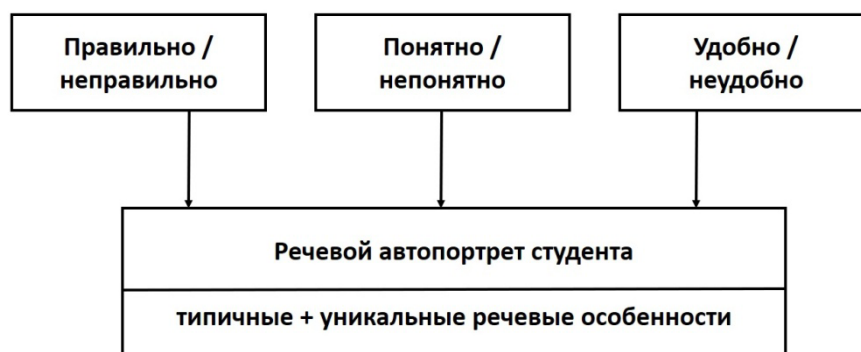 Правильно /
неправильно
Понятно /
непонятно
Удобно /
неудобно
Речевой автопортрет студента
типичные + уникальные речевые особенности